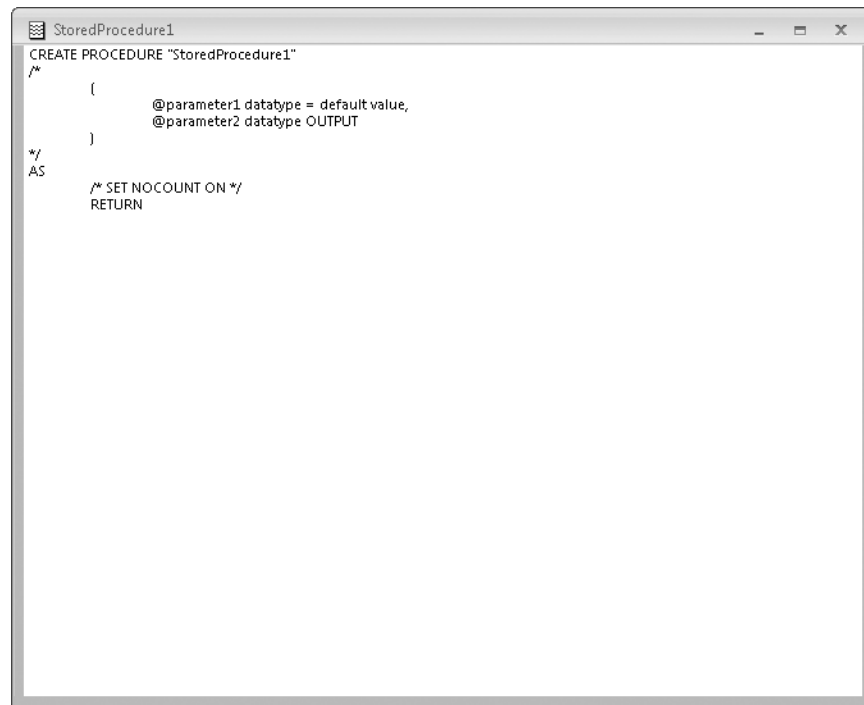 StoredProcedure1
CREATE PROCEDURE "StoredProcedure1"
/*
(
@parameter1 datatype = default value,
@parameter2 datatype OUTPUT
)
*/
AS
/* SET NOCOUNT ON */
RETURN